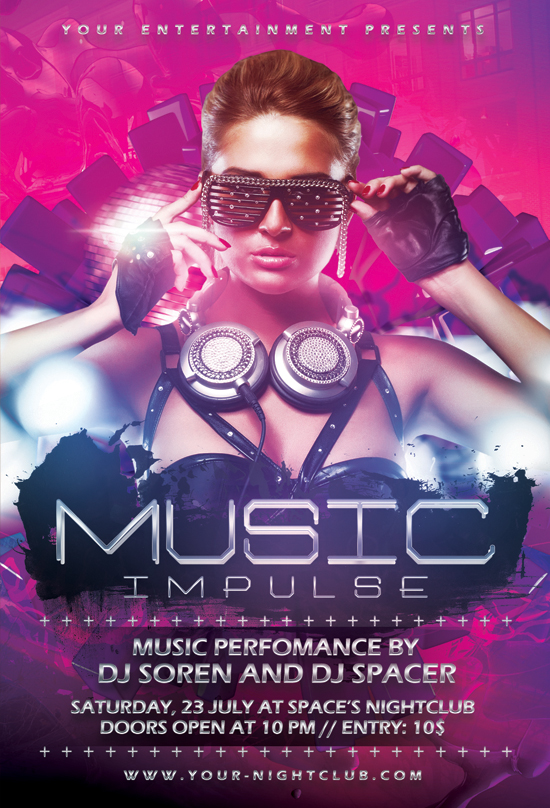 YOUR ENTERTAINMENT PRESENTS
MUSIC
IMPULSE
MUSIC PERFOMANCE BY
DJ SOREN AND DJ SPACER
SATURDAY, 23 JULY AT SPACE'S NIGHTCLUB
DOORS OPEN AT 10 PM // ENTRY: 10$
WWW.YOUR-NIGHTCLUB.COM